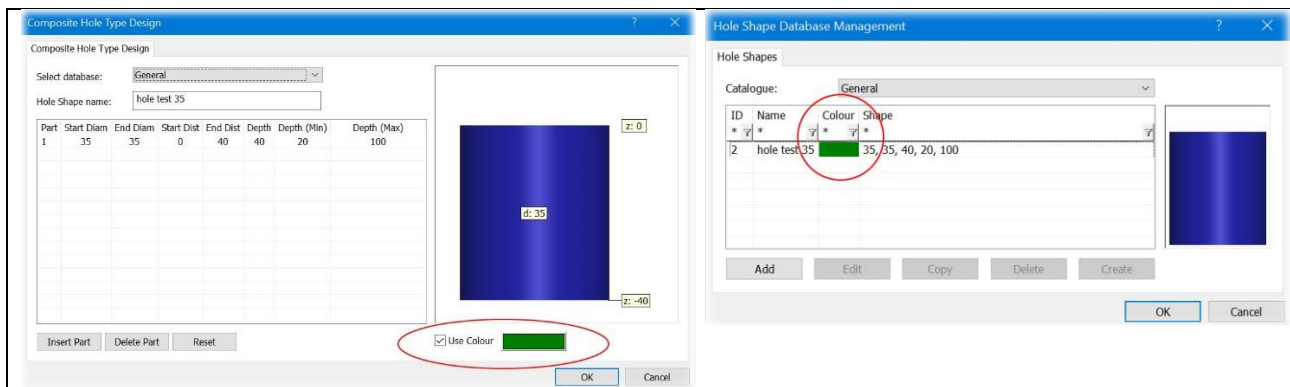 Composite Hole Type Design ? ×
Composite Hole Type Design
Select database: General
Hole Shape name: hole test 35
Part Start Diam End Diam Start Dist End Dist Depth Depth (Min) Depth (Max)
1 35 35 0 40 40 20 100
z: 0
d: 35
z: -40
Insert Part Delete Part Reset
Use Colour
OK Cancel
Hole Shape Database Management ? ×
Hole Shapes
Catalogue: General
ID Name Colour Shape
* * * *
2 hole test 35 35, 35, 40, 20, 100
Add Edit Copy Delete Create
OK Cancel